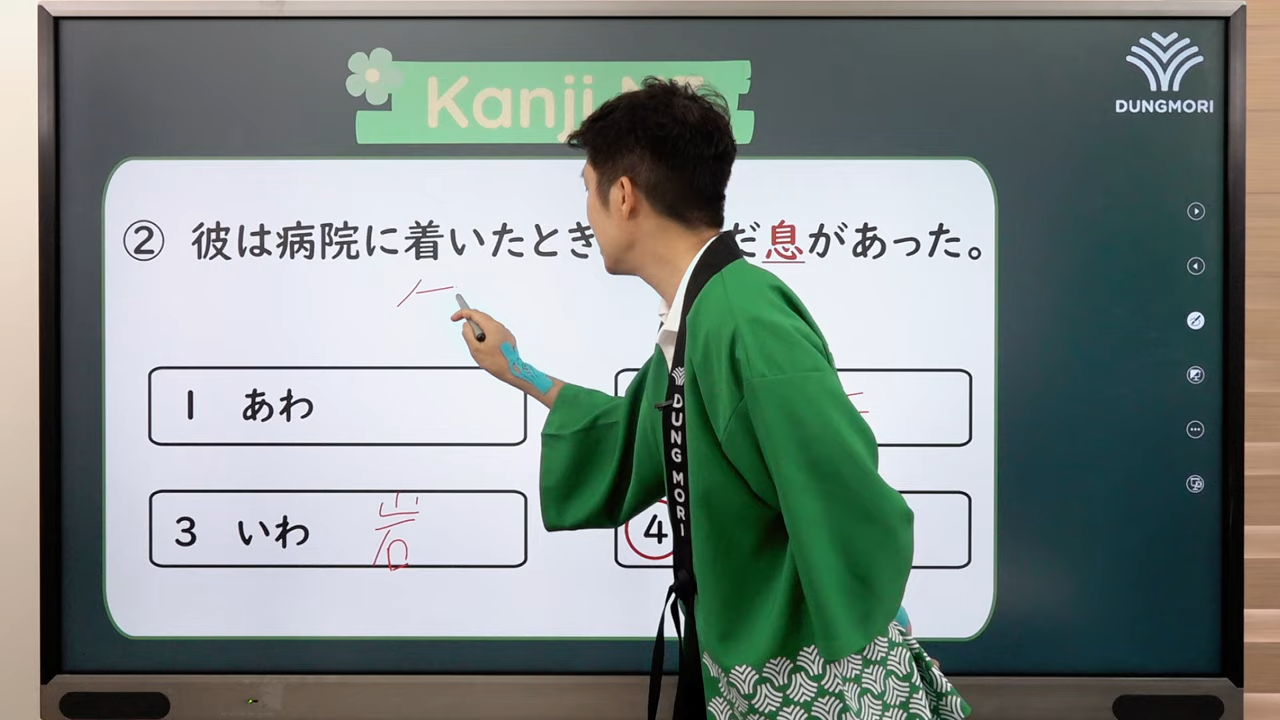 Kanji
DUNGMORI
② 彼は病院に着いたとき だ息があった。
1 あわ
3 いわ 岩
4
DUNG MORI